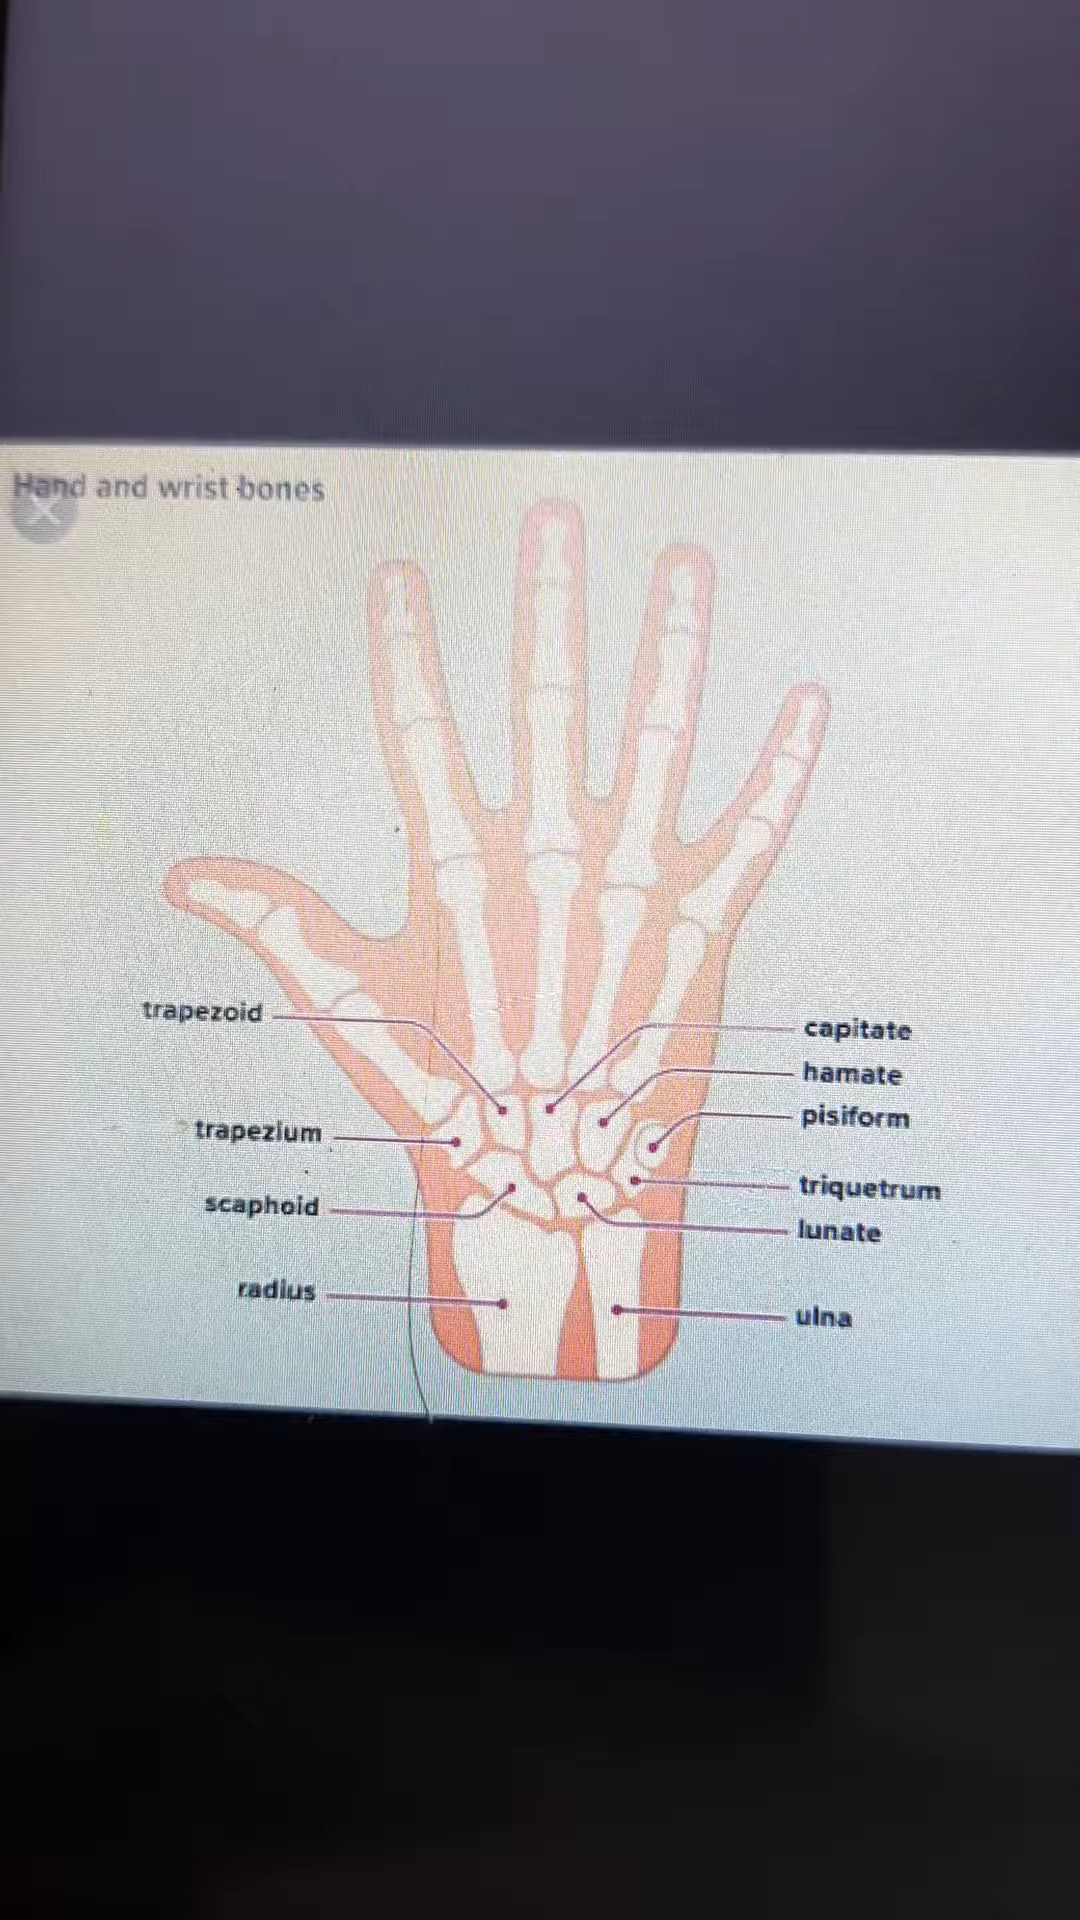 Hand and wrist bones
trapezoid
trapezium
scaphoid
radius
capitate
hamate
pisiform
triquetrum
lunate
ulna